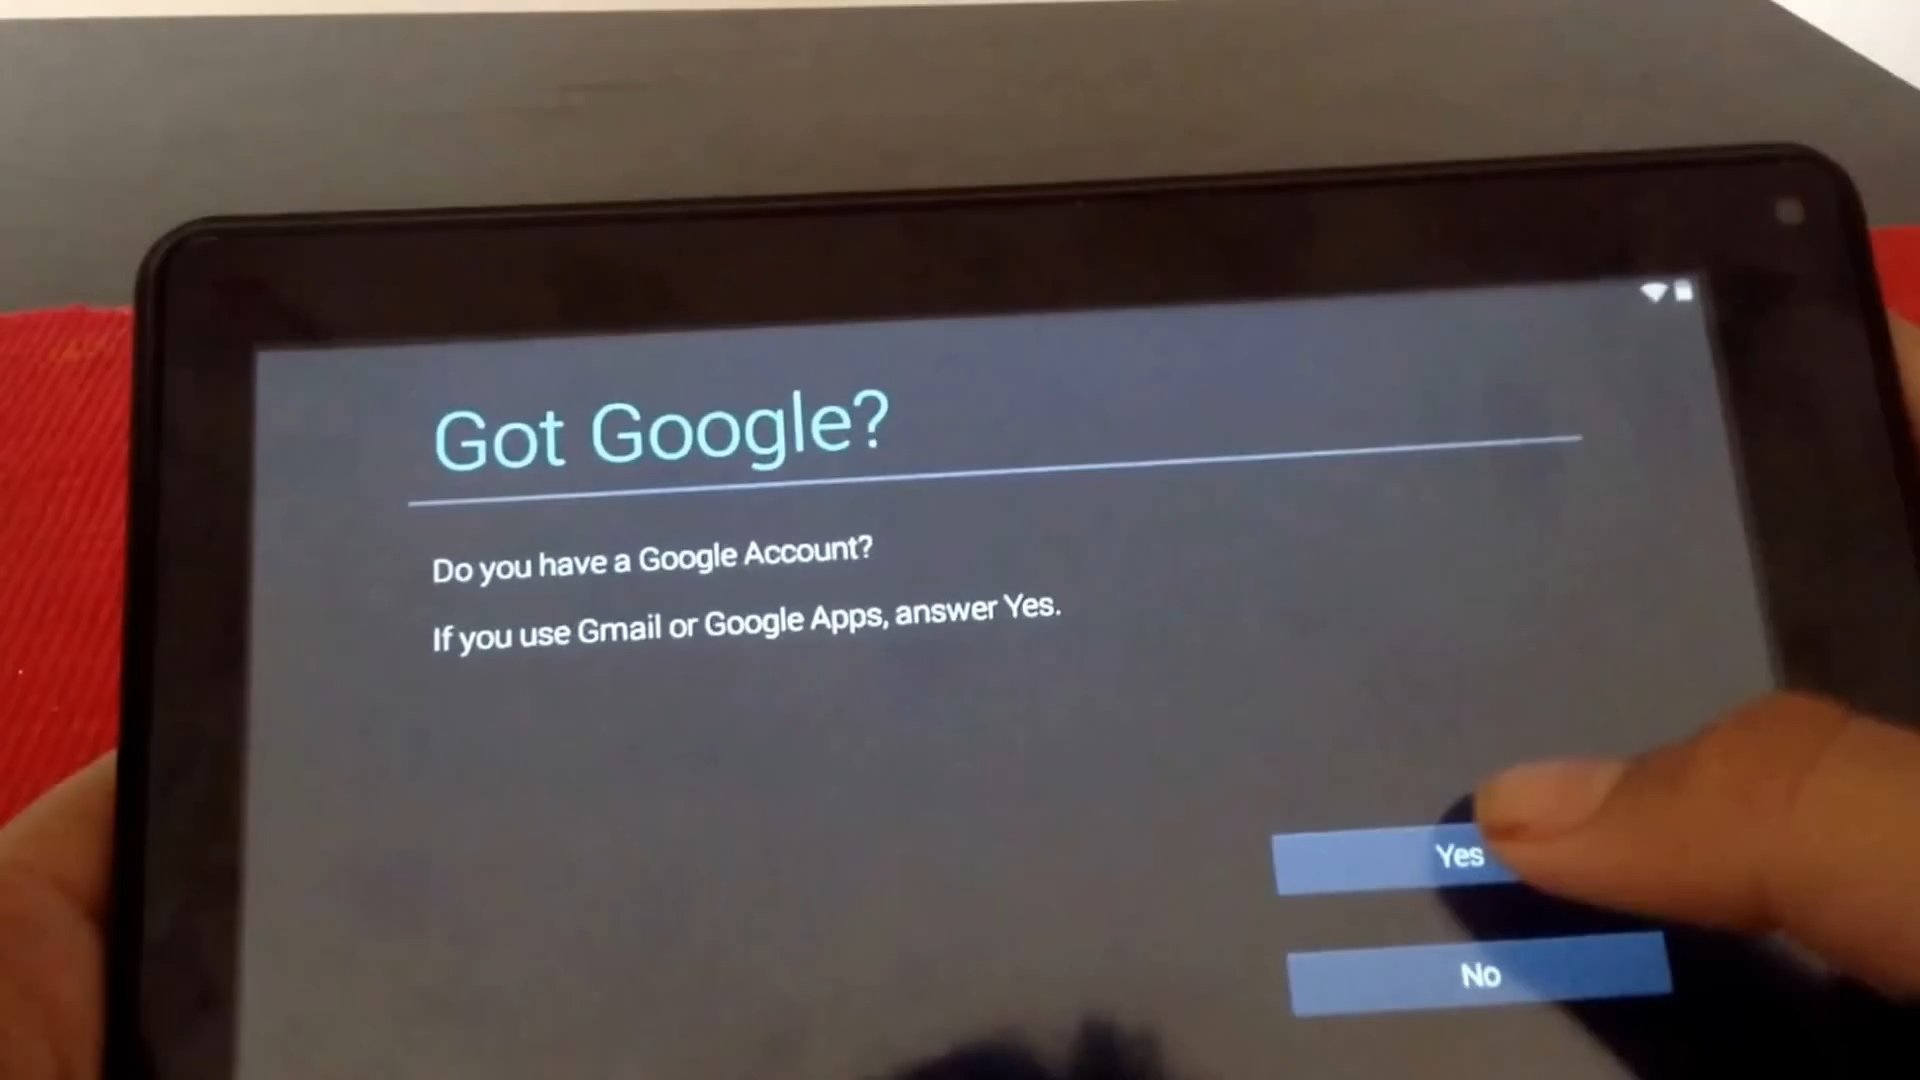 Got Google?
Do you have a Google Account?
If you use Gmail or Google Apps, answer Yes.
Yes
No